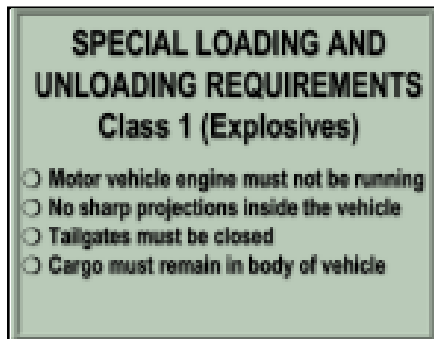 SPECIAL LOADING AND
UNLOADING REQUIREMENTS
Class 1 (Explosives)
○ Motor vehicle engine must not be running
○ No sharp projections inside the vehicle
○ Tailgates must be closed
○ Cargo must remain in body of vehicle